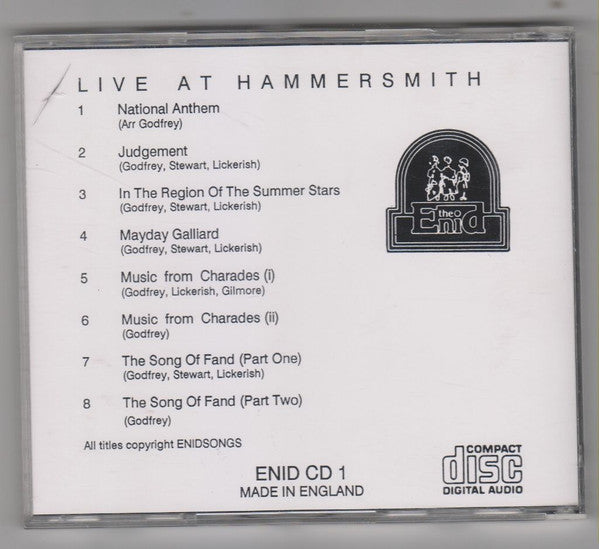 LIVE AT HAMMERSMITH
1 National Anthem
(Arr Godfrey)
2 Judgement
(Godfrey, Stewart, Lickerish)
3 In The Region Of The Summer Stars
(Godfrey, Stewart, Lickerish)
4 Mayday Galliard
(Godfrey, Stewart, Lickerish)
5 Music from Charades (i)
(Godfrey, Lickerish, Gilmore)
6 Music from Charades (ii)
(Godfrey)
7 The Song Of Fand (Part One)
(Godfrey, Stewart, Lickerish)
8 The Song Of Fand (Part Two)
(Godfrey)
the
Enid
All titles copyright ENIDSONGS
ENID CD 1
MADE IN ENGLAND
COMPACT
disc
DIGITAL AUDIO